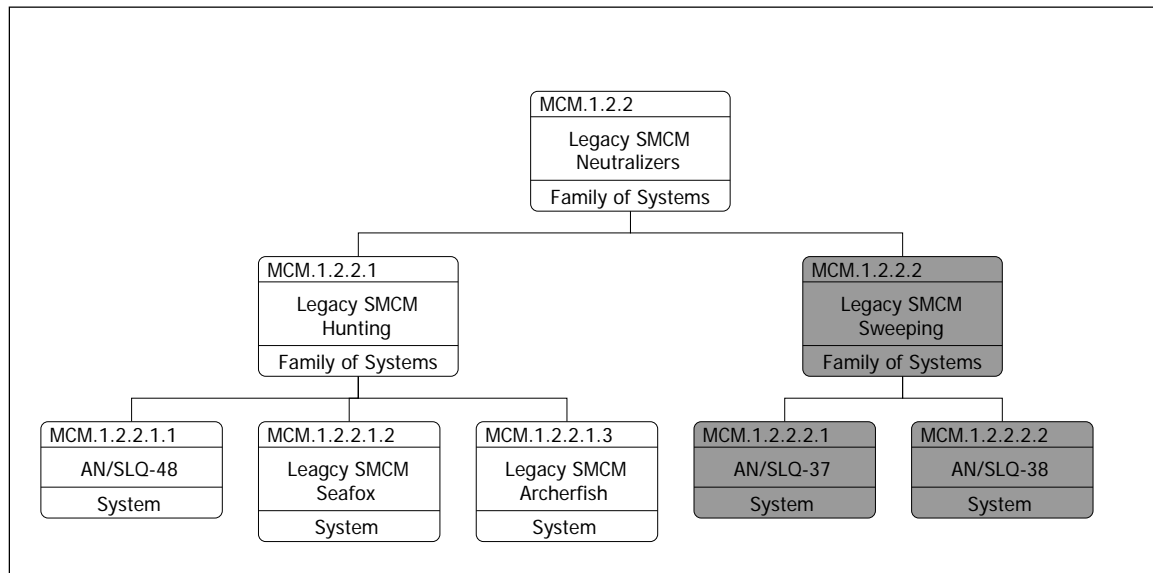 MCM.1.2.2
Legacy SMCM
Neutralizers
Family of Systems
MCM.1.2.2.1
Legacy SMCM
Hunting
Family of Systems
MCM.1.2.2.2
Legacy SMCM
Sweeping
Family of Systems
MCM.1.2.2.1.1
AN/SLQ-48
System
MCM.1.2.2.1.2
Leagcy SMCM
Seafox
System
MCM.1.2.2.1.3
Legacy SMCM
Archerfish
System
MCM.1.2.2.2.1
AN/SLQ-37
System
MCM.1.2.2.2.2
AN/SLQ-38
System